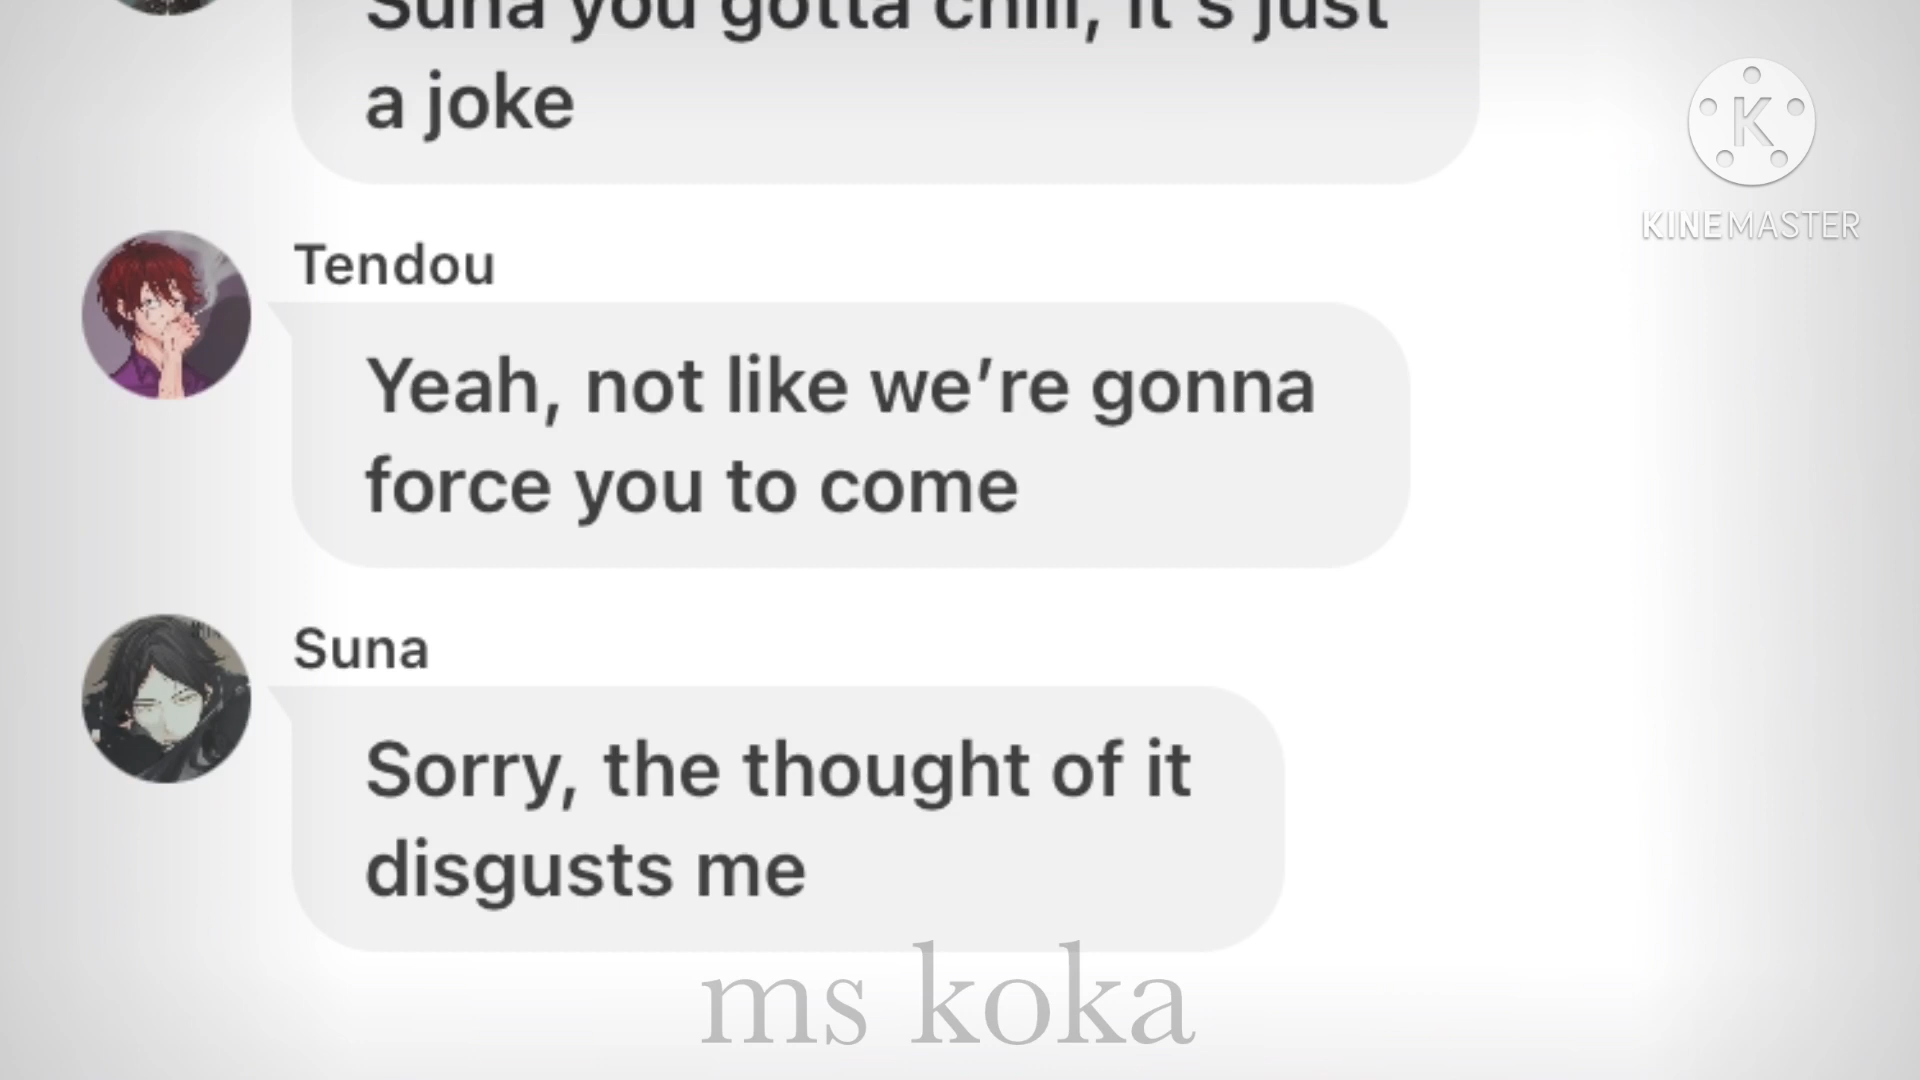 Suna you gotta chill, it's just
a joke
K
KINEMASTER
Tendou
Yeah, not like we're gonna
force you to come
Suna
Sorry, the thought of it
disgusts me
ms koka